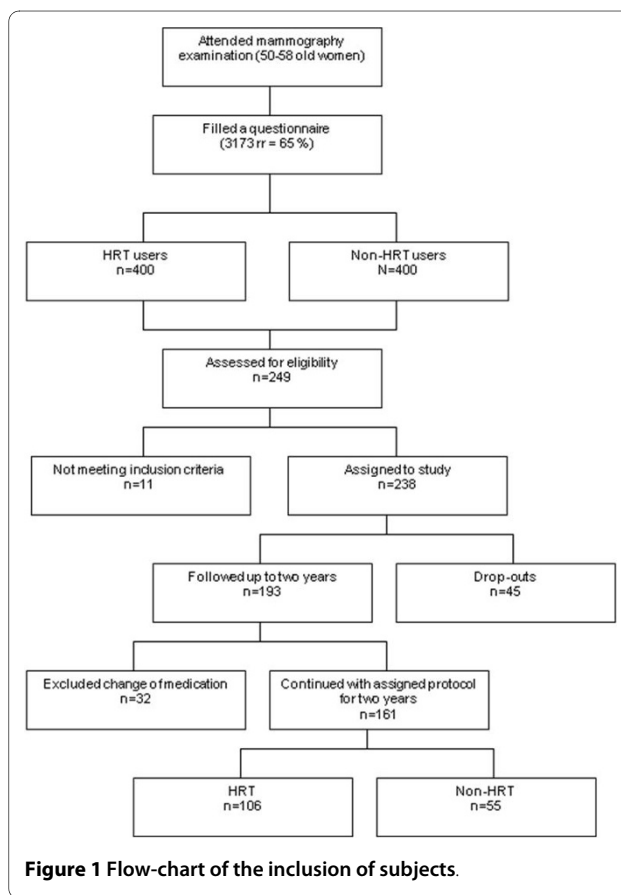 Attended mammography
examination (50-58 old women)
Filled a questionnaire
(3173 rr = 65 %)
HRT users
n=400
Non-HRT users
N=400
Assessed for eligibility
n=249
Not meeting inclusion criteria
n=11
Assigned to study
n=238
Followed up to two years
n=193
Drop-outs
n=45
Excluded change of medication
n=32
Continued with assigned protocol
for two years
n=161
HRT
n=106
Non-HRT
n=55
Figure 1 Flow-chart of the inclusion of subjects.